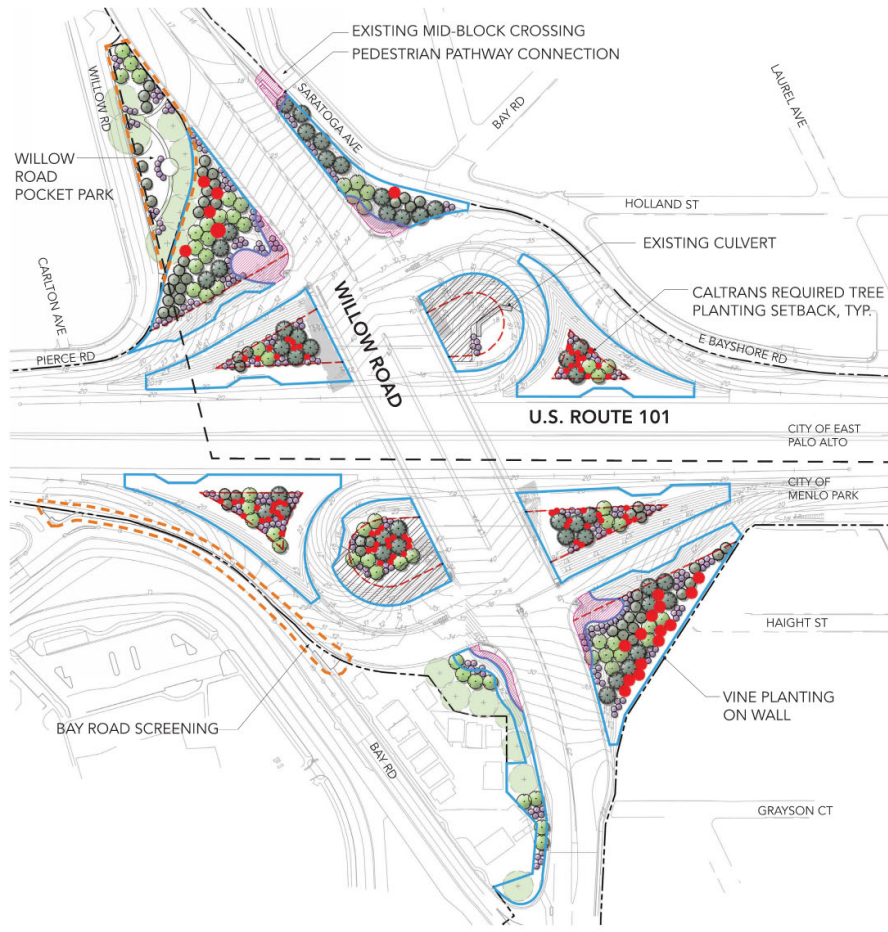 EXISTING MID-BLOCK CROSSING
PEDESTRIAN PATHWAY CONNECTION
WILLOW RD
SARATOGA AVE
BAY RD
LAUREL AVE
WILLOW
ROAD
POCKET PARK
HOLLAND ST
EXISTING CULVERT
CARLTON AVE
CALTRANS REQUIRED TREE
PLANTING SETBACK, TYP.
WILLOW ROAD
PIERCE RD
E BAYSHORE RD
U.S. ROUTE 101
CITY OF EAST
PALO ALTO
CITY OF
MENLO PARK
HAIGHT ST
VINE PLANTING
ON WALL
BAY ROAD SCREENING
BAY RD
GRAYSON CT